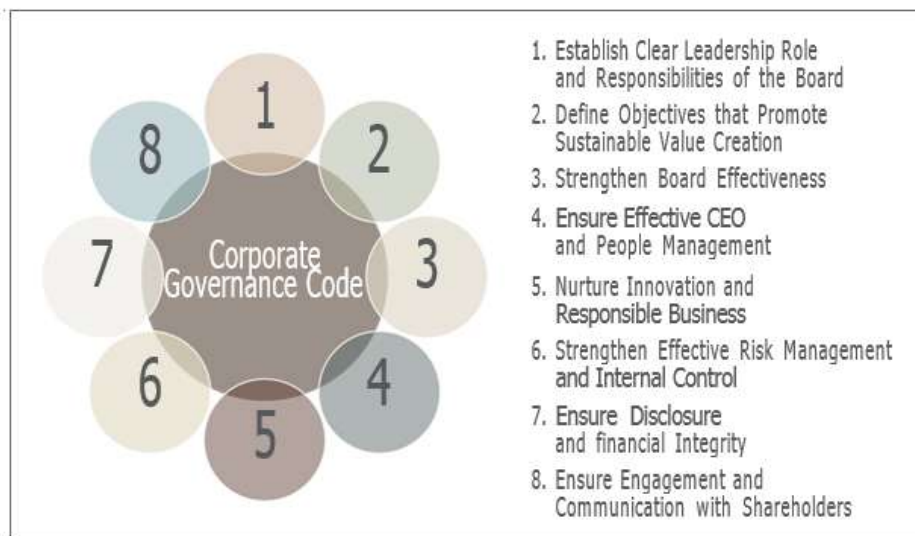 1
2
3
4
5
6
7
8
Corporate
Governance Code
1. Establish Clear Leadership Role
and Responsibilities of the Board
2. Define Objectives that Promote
Sustainable Value Creation
3. Strengthen Board Effectiveness
4. Ensure Effective CEO
and People Management
5. Nurture Innovation and
Responsible Business
6. Strengthen Effective Risk Management
and Internal Control
7. Ensure Disclosure
and financial Integrity
8. Ensure Engagement and
Communication with Shareholders